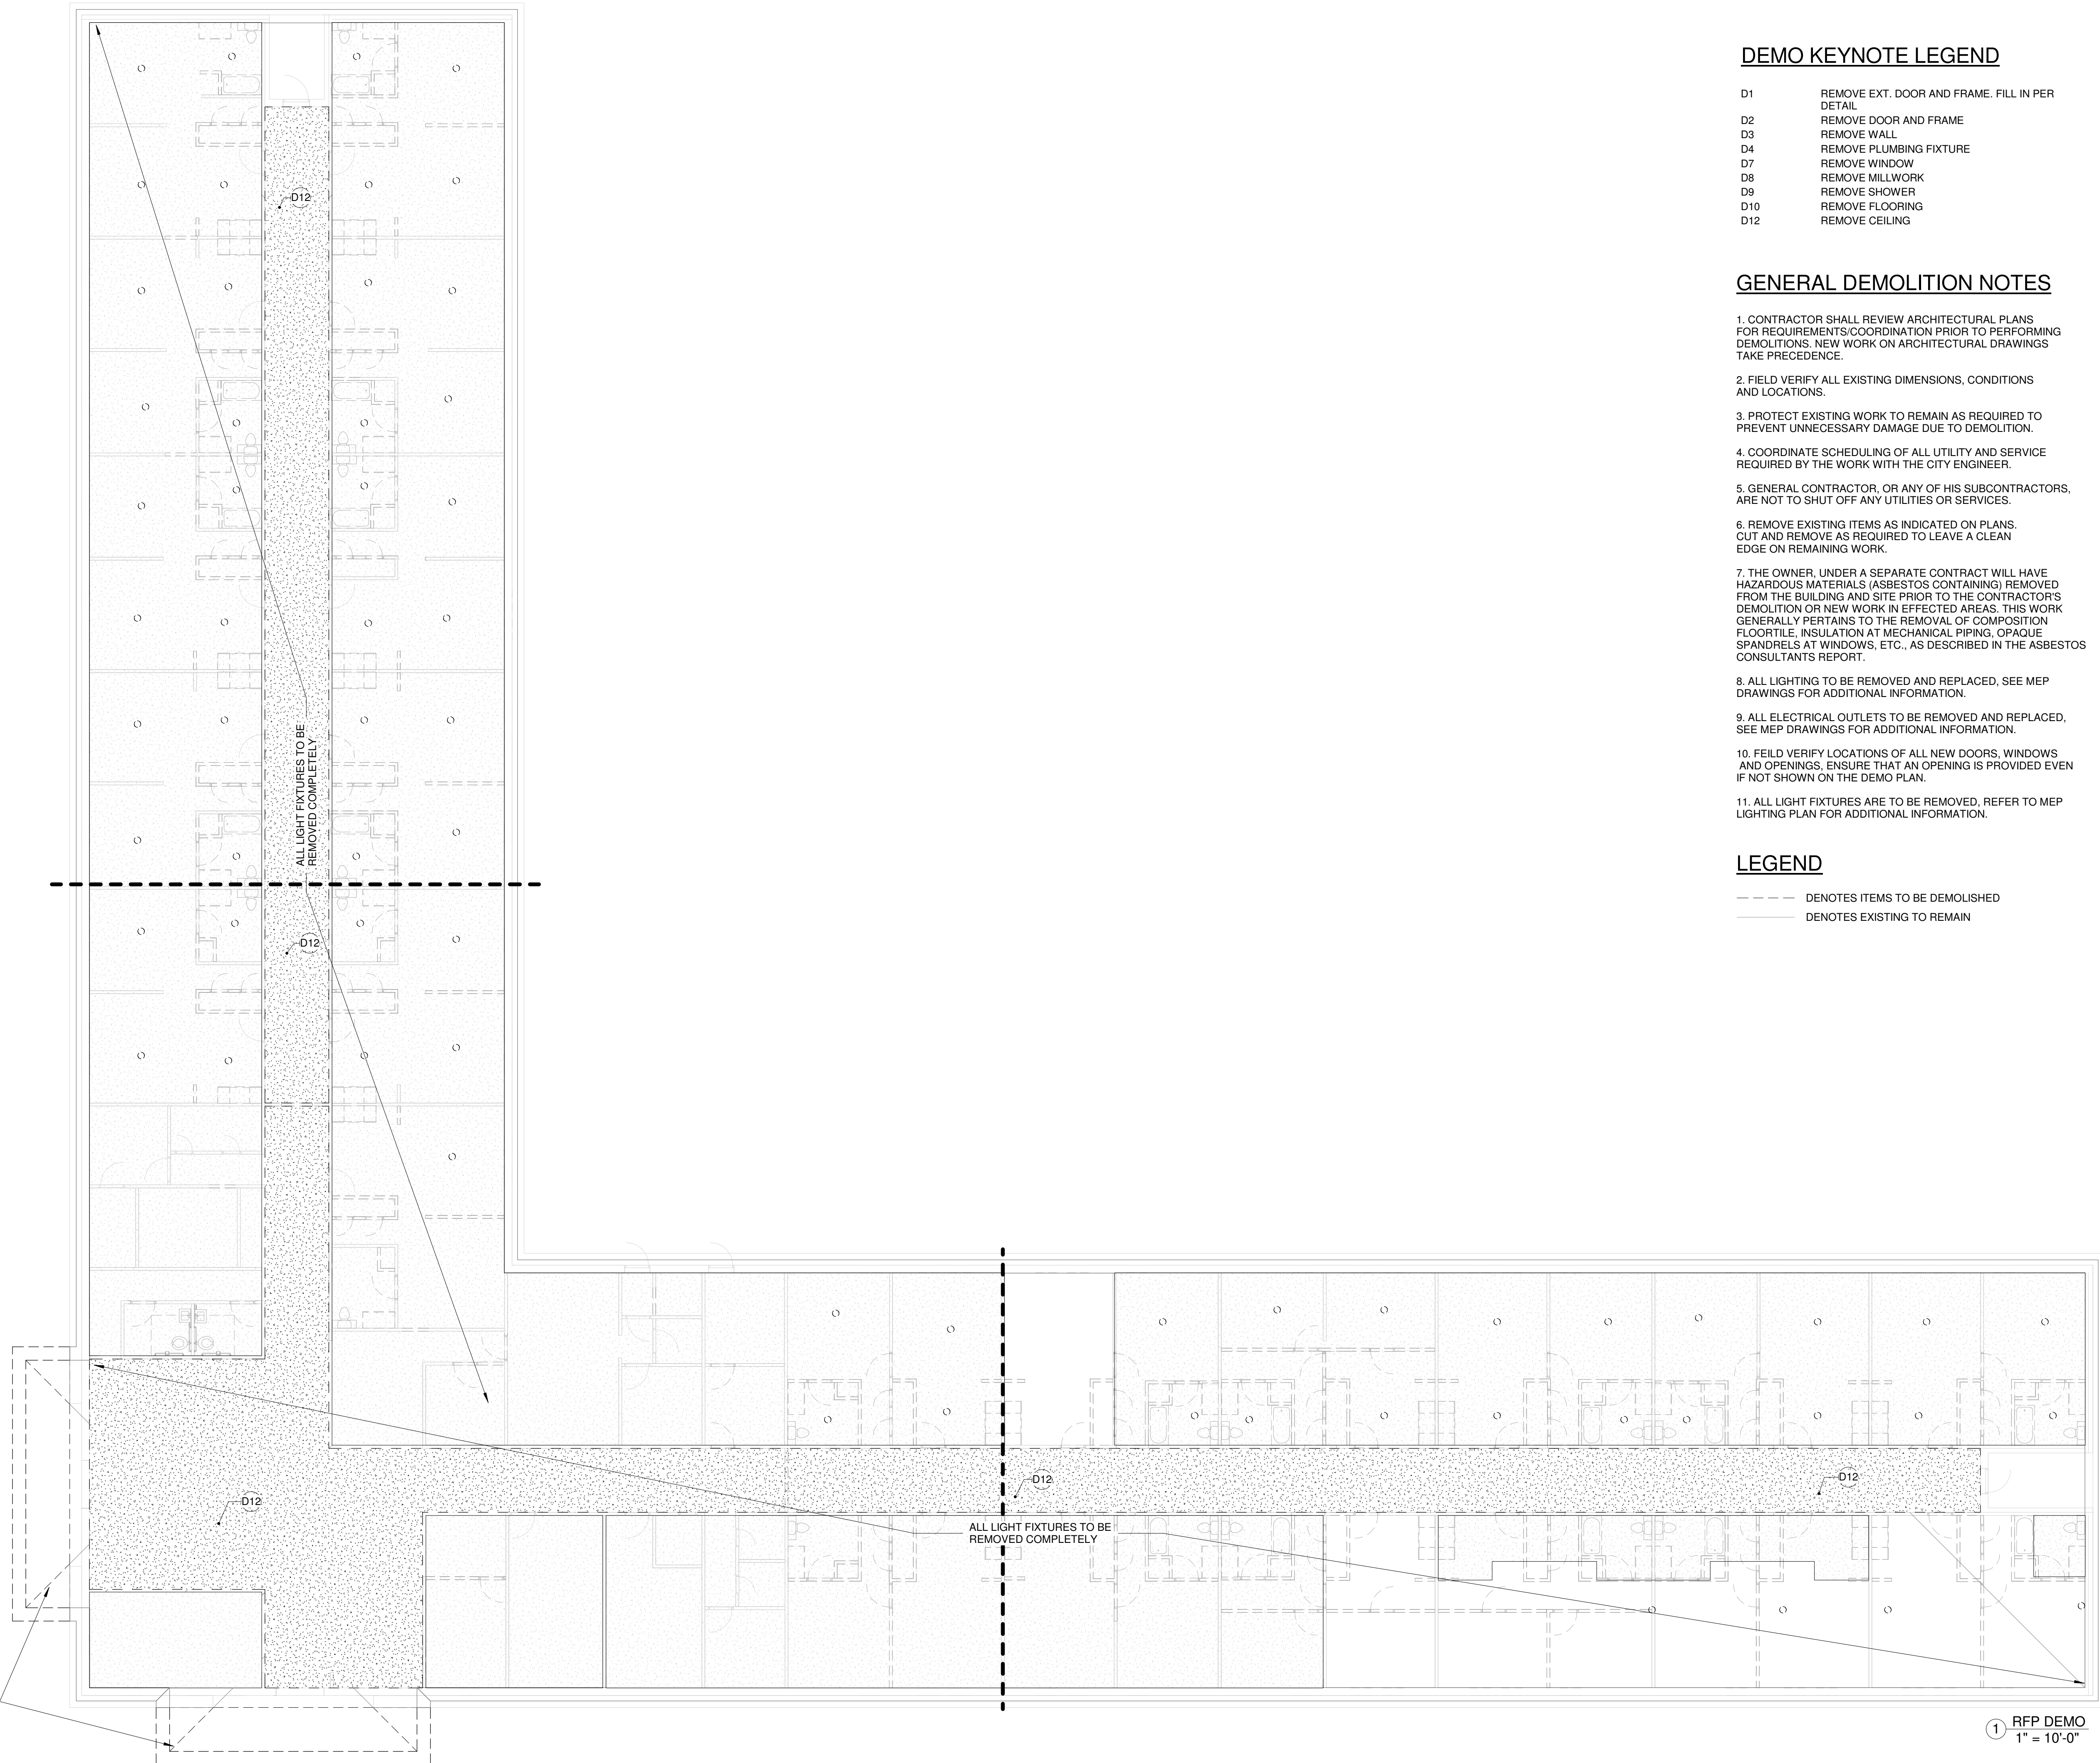 DEMO KEYNOTE LEGEND
D1 REMOVE EXT. DOOR AND FRAME. FILL IN PER
DETAIL
D2 REMOVE DOOR AND FRAME
D3 REMOVE WALL
D4 REMOVE PLUMBING FIXTURE
D7 REMOVE WINDOW
D8 REMOVE MILLWORK
D9 REMOVE SHOWER
D10 REMOVE FLOORING
D12 REMOVE CEILING
GENERAL DEMOLITION NOTES
1. CONTRACTOR SHALL REVIEW ARCHITECTURAL PLANS
FOR REQUIREMENTS/COORDINATION PRIOR TO PERFORMING
DEMOLITIONS. NEW WORK ON ARCHITECTURAL DRAWINGS
TAKE PRECEDENCE.
2. FIELD VERIFY ALL EXISTING DIMENSIONS, CONDITIONS
AND LOCATIONS.
3. PROTECT EXISTING WORK TO REMAIN AS REQUIRED TO
PREVENT UNNECESSARY DAMAGE DUE TO DEMOLITION.
4. COORDINATE SCHEDULING OF ALL UTILITY AND SERVICE
REQUIRED BY THE WORK WITH THE CITY ENGINEER.
5. GENERAL CONTRACTOR, OR ANY OF HIS SUBCONTRACTORS,
ARE NOT TO SHUT OFF ANY UTILITIES OR SERVICES.
6. REMOVE EXISTING ITEMS AS INDICATED ON PLANS.
CUT AND REMOVE AS REQUIRED TO LEAVE A CLEAN
EDGE ON REMAINING WORK.
7. THE OWNER, UNDER A SEPARATE CONTRACT WILL HAVE
HAZARDOUS MATERIALS (ASBESTOS CONTAINING) REMOVED
FROM THE BUILDING AND SITE PRIOR TO THE CONTRACTOR'S
DEMOLITION OR NEW WORK IN EFFECTED AREAS. THIS WORK
GENERALLY PERTAINS TO THE REMOVAL OF COMPOSITION
FLOORTILE, INSULATION AT MECHANICAL PIPING, OPAQUE
SPANDRELS AT WINDOWS, ETC., AS DESCRIBED IN THE ASBESTOS
CONSULTANTS REPORT.
8. ALL LIGHTING TO BE REMOVED AND REPLACED, SEE MEP
DRAWINGS FOR ADDITIONAL INFORMATION.
9. ALL ELECTRICAL OUTLETS TO BE REMOVED AND REPLACED,
SEE MEP DRAWINGS FOR ADDITIONAL INFORMATION.
10. FEILD VERIFY LOCATIONS OF ALL NEW DOORS, WINDOWS
AND OPENINGS, ENSURE THAT AN OPENING IS PROVIDED EVEN
IF NOT SHOWN ON THE DEMO PLAN.
11. ALL LIGHT FIXTURES ARE TO BE REMOVED, REFER TO MEP
LIGHTING PLAN FOR ADDITIONAL INFORMATION.
LEGEND
DENOTES ITEMS TO BE DEMOLISHED
DENOTES EXISTING TO REMAIN
D12
ALL LIGHT FIXTURES TO BE
REMOVED COMPLETELY
D12
D12
D12
D12
ALL LIGHT FIXTURES TO BE
REMOVED COMPLETELY
1 RFP DEMO
1" = 10'-0"